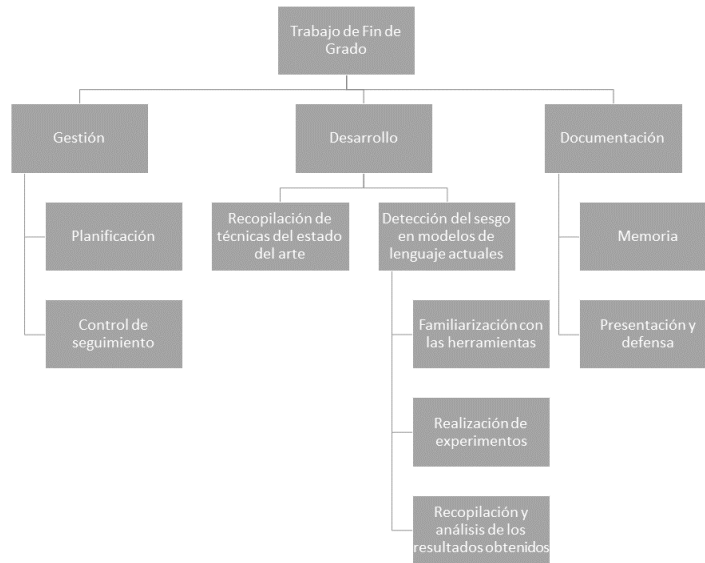 Trabajo de Fin de
Grado
Gestión
Desarrollo
Documentación
Planificación
Recopilación de
técnicas del estado
del arte
Detección del sesgo
en modelos de
lenguaje actuales
Memoria
Control de
seguimiento
Familiarización con
las herramientas
Presentación y
defensa
Realización de
experimentos
Recopilación y
análisis de los
resultados obtenidos